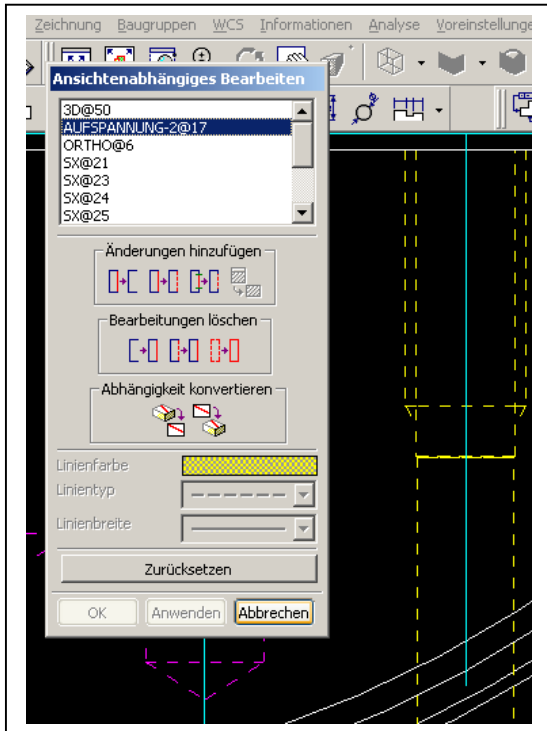 Zeichnung Baugruppen WCS Informationen Analyse Voreinstellunge
Ansichtenabhängiges Bearbeiten
3D@50
AUFSPANNUNG-2@17
ORTHO@6
SX@21
SX@23
SX@24
SX@25
Änderungen hinzufügen
Bearbeitungen löschen
Abhängigkeit konvertieren
Linienfarbe
Linientyp
Linienbreite
Zurücksetzen
OK Anwenden Abbrechen